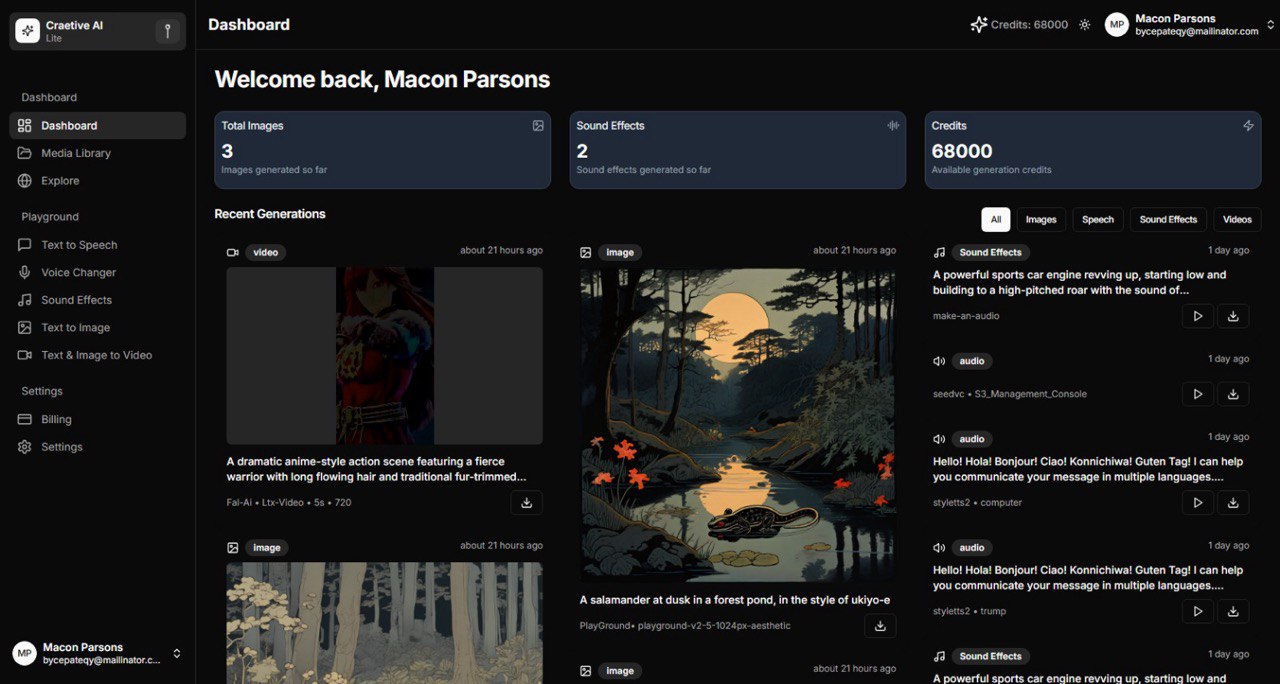 Craetive AI
Lite
Dashboard
Dashboard
Media Library
Explore
Playground
Text to Speech
Voice Changer
Sound Effects
Text to Image
Text & Image to Video
Settings
Billing
Settings
MP
Macon Parsons
bycepateqy@mailinator.c...
Dashboard
Credits: 68000
MP
Macon Parsons
bycepateqy@mailinator.com
Welcome back, Macon Parsons
Total Images
3
Images generated so far
Sound Effects
2
Sound effects generated so far
Credits
68000
Available generation credits
Recent Generations
All
Images
Speech
Sound Effects
Videos
video
about 21 hours ago
A dramatic anime-style action scene featuring a fierce
warrior with long flowing hair and traditional fur-trimmed...
Fal-Ai • Ltx-Video • 5s • 720
image
about 21 hours ago
image
about 21 hours ago
A salamander at dusk in a forest pond, in the style of ukiyo-e
PlayGround• playground-v2-5-1024px-aesthetic
image
about 21 hours ago
Sound Effects
1 day ago
A powerful sports car engine revving up, starting low and
building to a high-pitched roar with the sound of...
make-an-audio
audio
1 day ago
seedvc • S3_Management_Console
audio
1 day ago
Hello! Hola! Bonjour! Ciao! Konnichiwa! Guten Tag! I can help
you communicate your message in multiple languages....
styletts2 • computer
audio
1 day ago
Hello! Hola! Bonjour! Ciao! Konnichiwa! Guten Tag! I can help
you communicate your message in multiple languages....
styletts2 • trump
Sound Effects
1 day ago
A powerful sports car engine revving up, starting low and